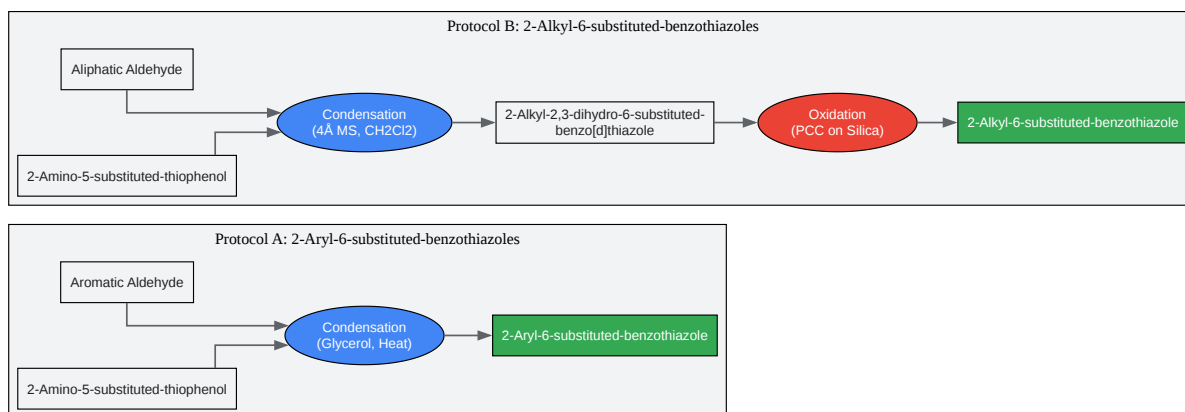 Protocol B: 2-Alkyl-6-substituted-benzothiazoles
Aliphatic Aldehyde
2-Amino-5-substituted-thiophenol
Condensation
(4Å MS, CH2Cl2)
2-Alkyl-2,3-dihydro-6-substituted-
benzo[d]thiazole
Oxidation
(PCC on Silica)
2-Alkyl-6-substituted-benzothiazole
Protocol A: 2-Aryl-6-substituted-benzothiazoles
Aromatic Aldehyde
2-Amino-5-substituted-thiophenol
Condensation
(Glycerol, Heat)
2-Aryl-6-substituted-benzothiazole